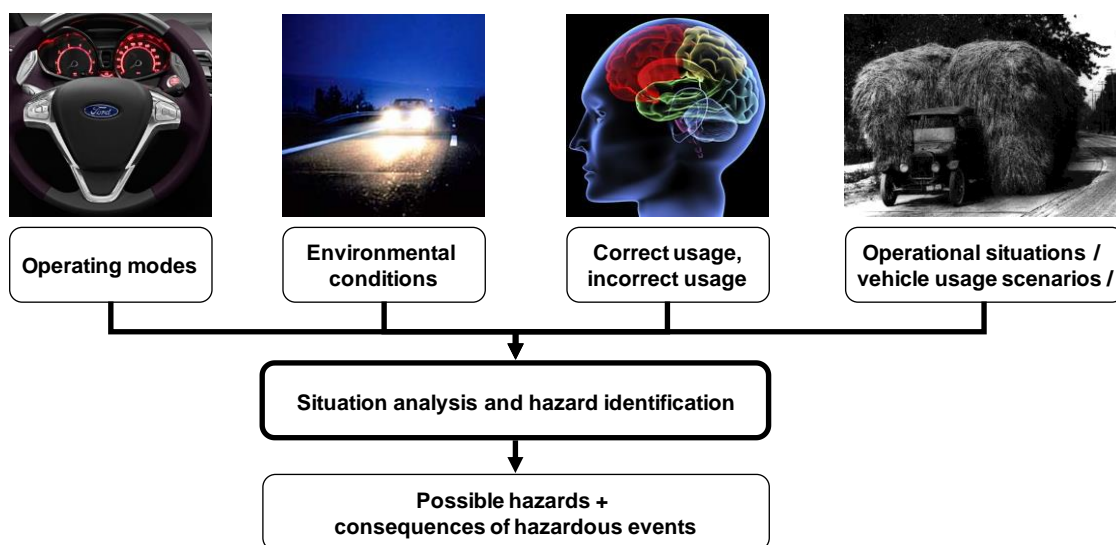 Ford
Operating modes
Environmental
conditions
Correct usage,
incorrect usage
Operational situations /
vehicle usage scenarios /
Situation analysis and hazard identification
Possible hazards +
consequences of hazardous events